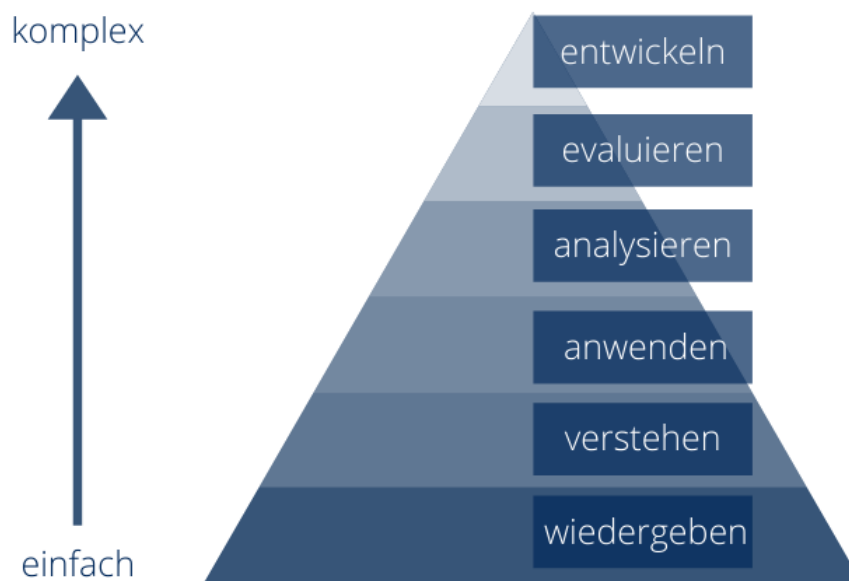 komplex
entwickeln
evaluieren
analysieren
anwenden
verstehen
wiedergeben
einfach